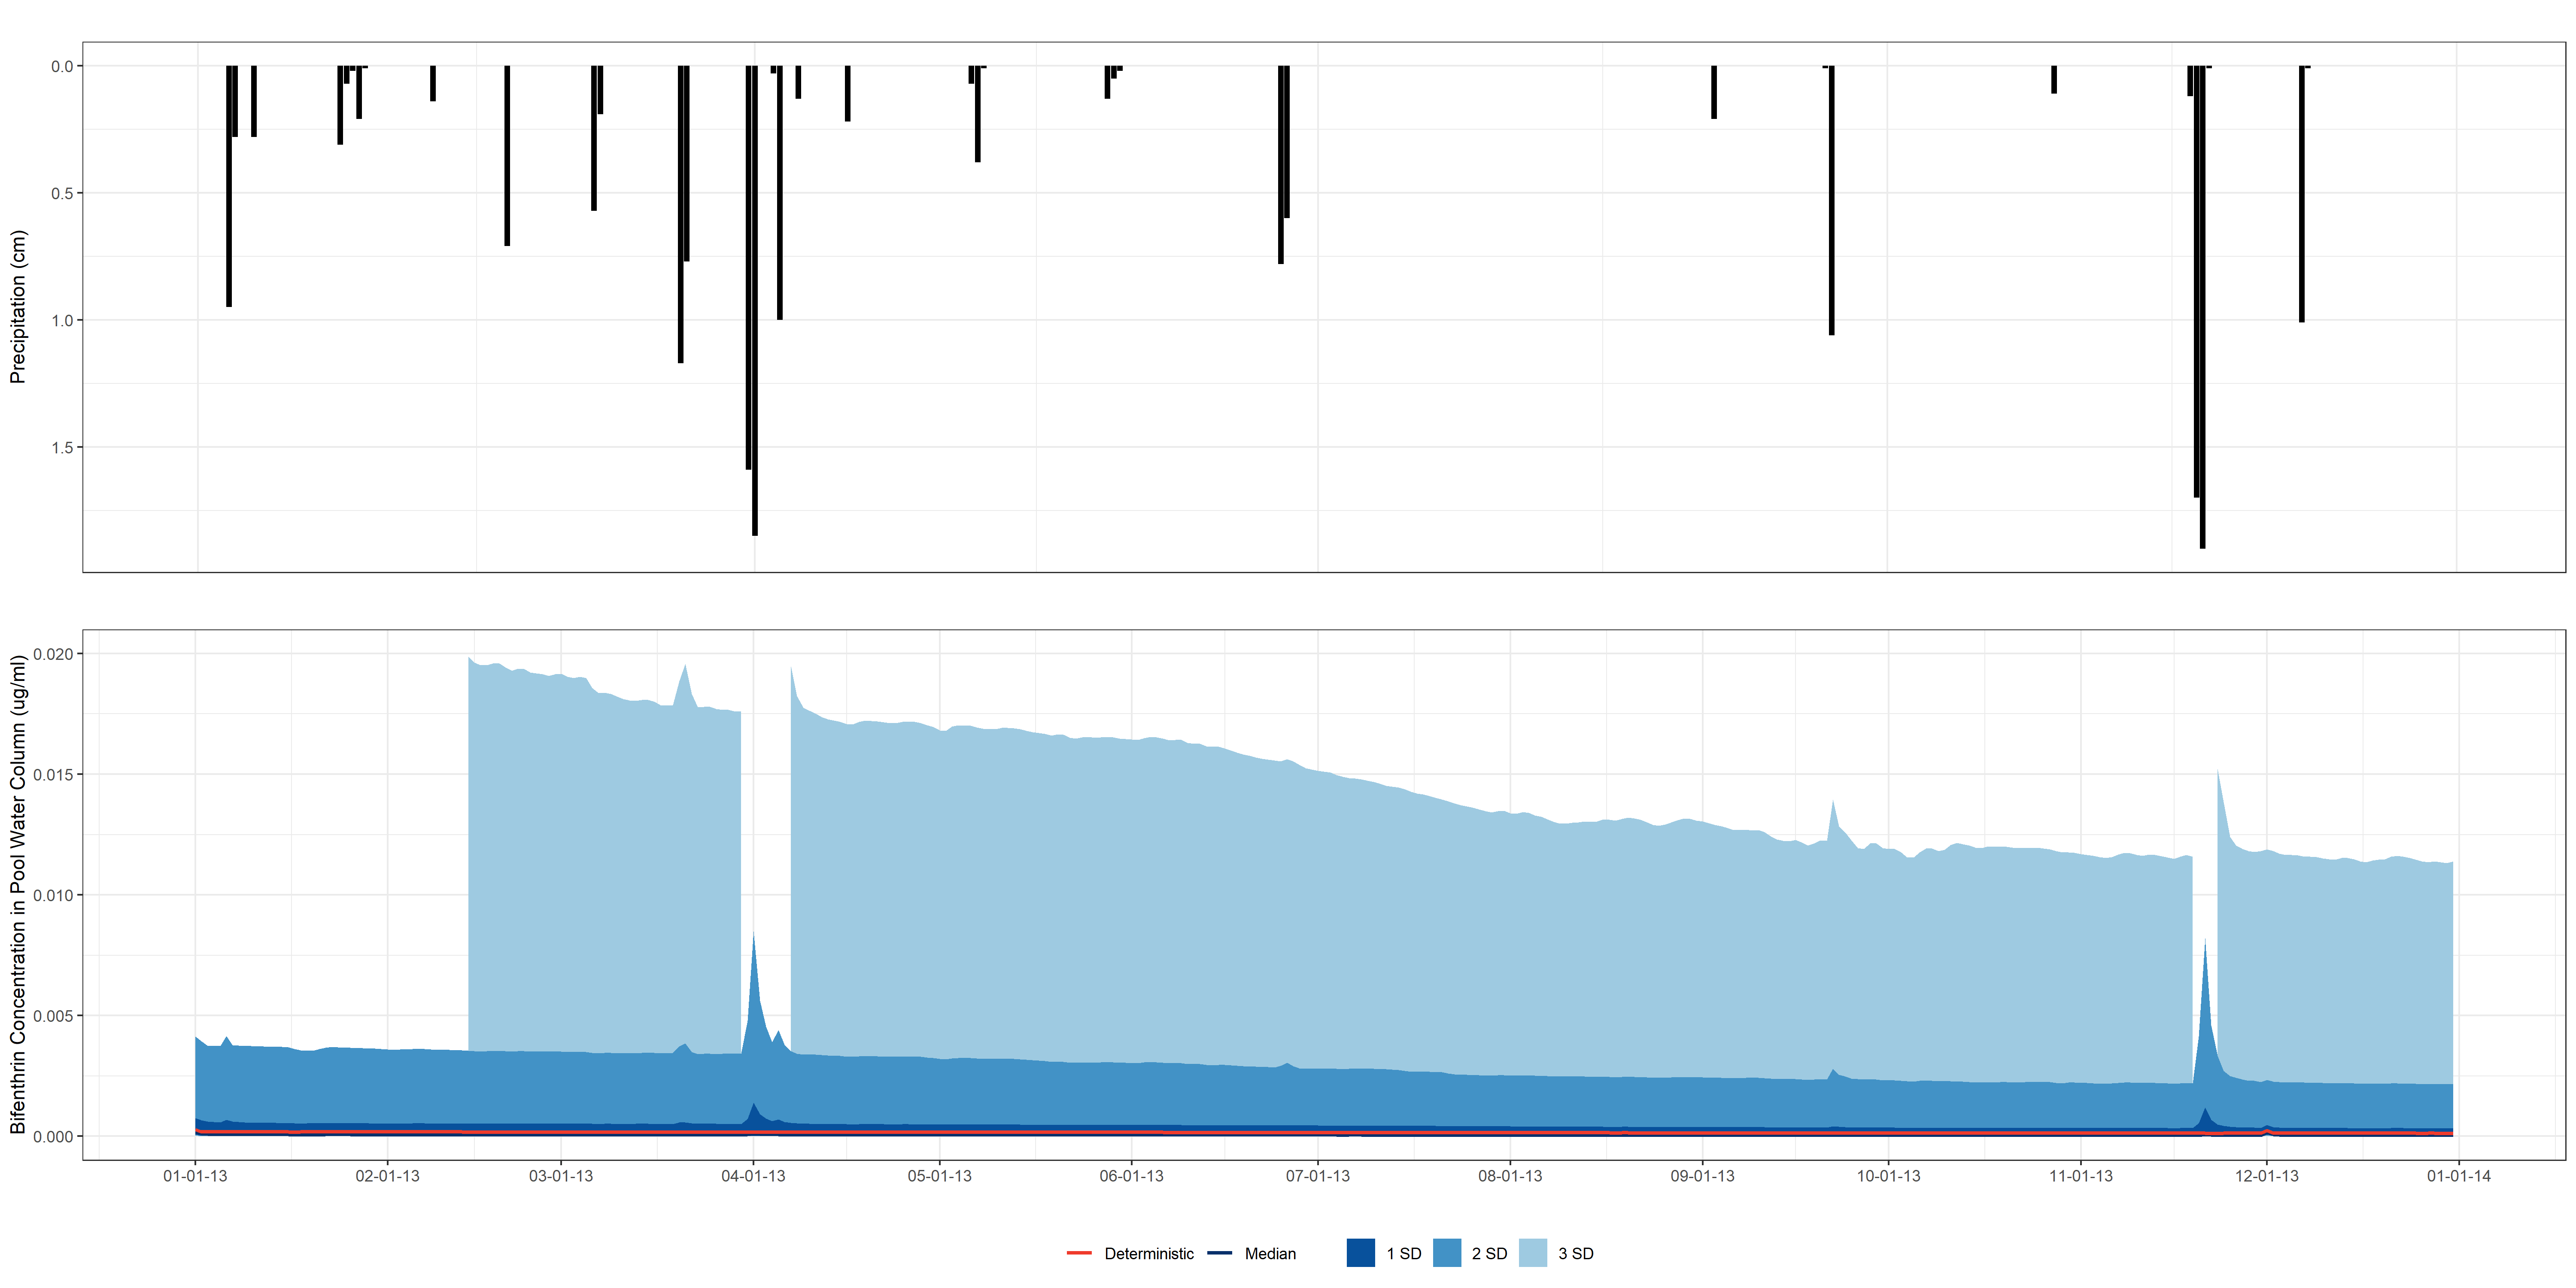 Precipitation (cm)
0.0
0.5
1.0
1.5
Bifenthrin Concentration in Pool Water Column (ug/ml)
0.020
0.015
0.010
0.005
0.000
01-01-13 02-01-13 03-01-13 04-01-13 05-01-13 06-01-13 07-01-13 08-01-13 09-01-13 10-01-13 11-01-13 12-01-13 01-01-14
Deterministic Median 1 SD 2 SD 3 SD